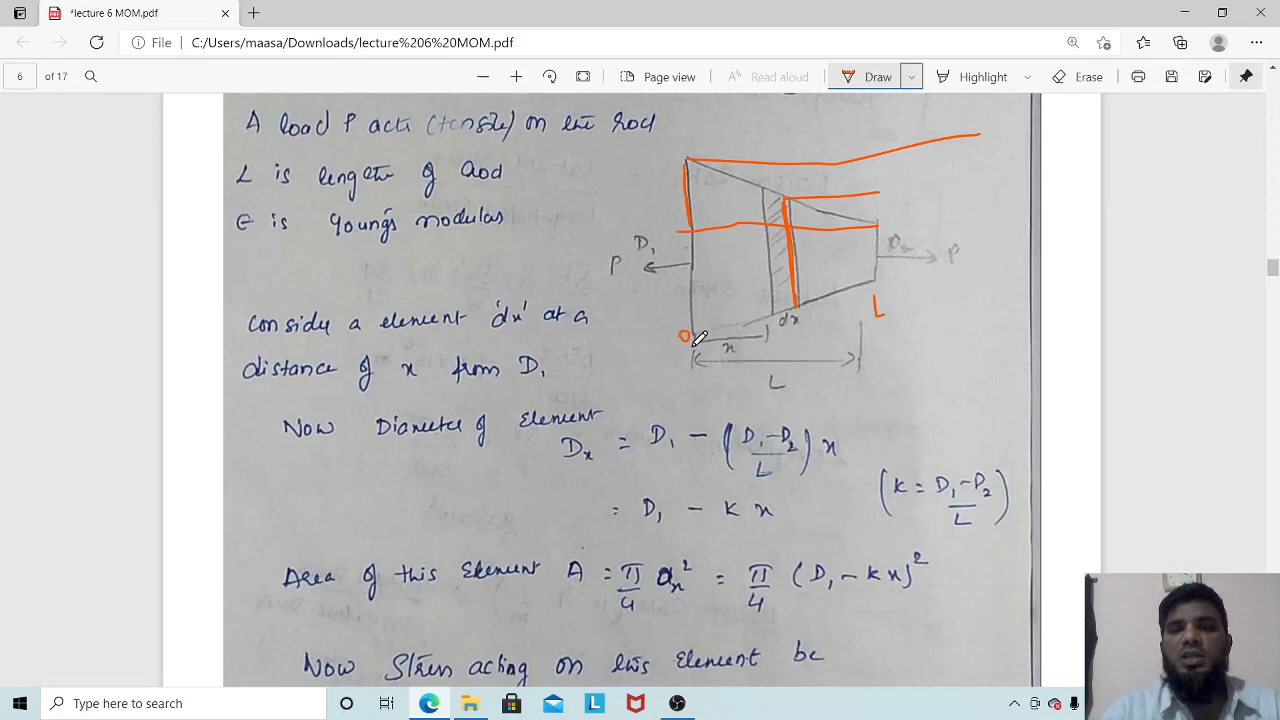 *lecture 6 MOM.pdf
File
C:/Users/maasa/Downloads/lecture%206%20MOM.pdf
6 of 17
Page view
Read aloud
Draw
Highlight
Erase
A load P acts (tensile) on the rod
L is length of Rod
E is Young's modulus
D1
P
D2
P
L
O
dx
x
L
Consider a element 'dx' at a
distance of x from D1
Now Diameter of Element
Dx = D1 - (D1-D2/L) x
= D1 - K x
(K = D1-D2/L)
Area of this Element A = π/4 dx² = π/4 (D1 - Kx)²
Now Stress acting on this Element be
Type here to search